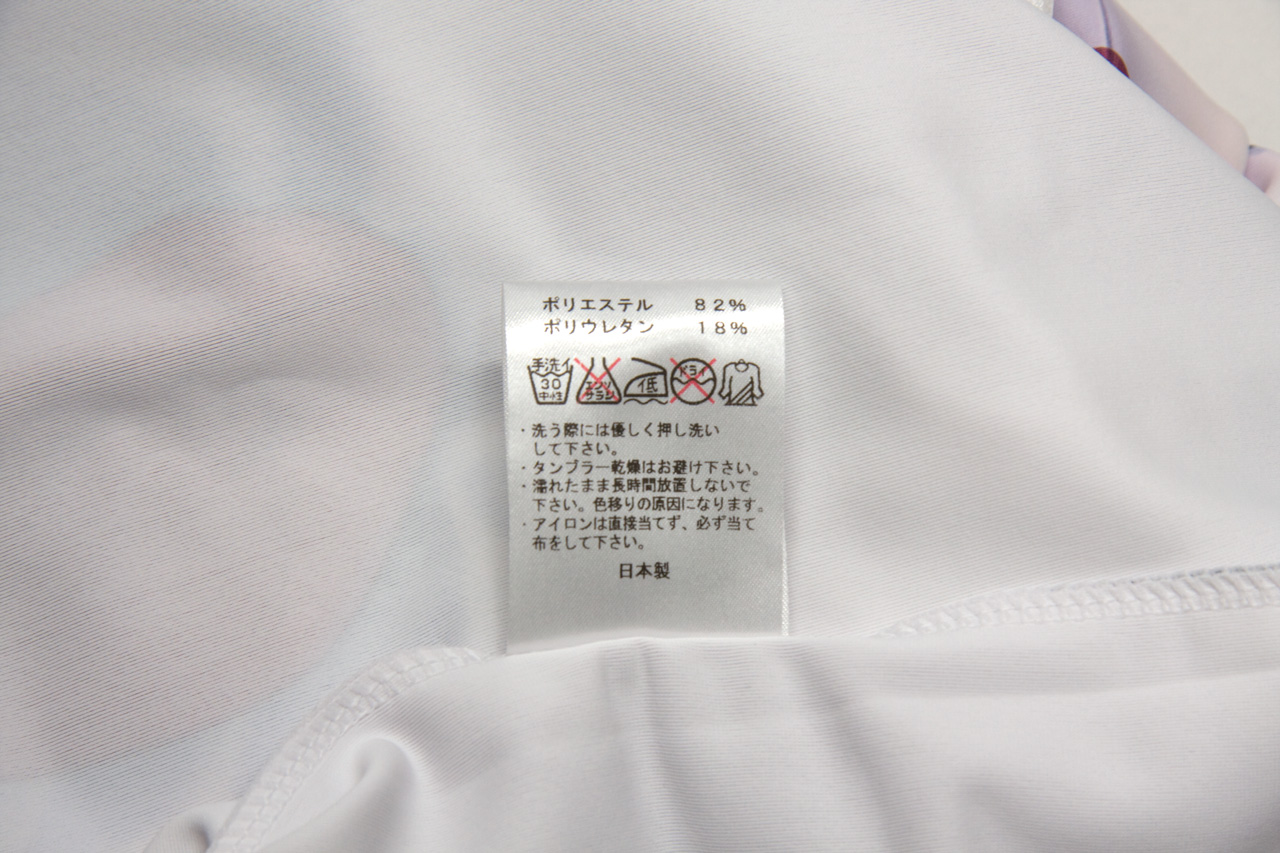 ポリエステル ８２％
ポリウレタン １８％
手洗イ
30
中性
エンソ
サラシ
低
ドライ
・洗う際には優しく押し洗い
して下さい。
・タンブラー乾燥はお避け下さい。
・濡れたまま長時間放置しないで
下さい。色移りの原因になります。
・アイロンは直接当てず、必ず当て
布をして下さい。
日本製